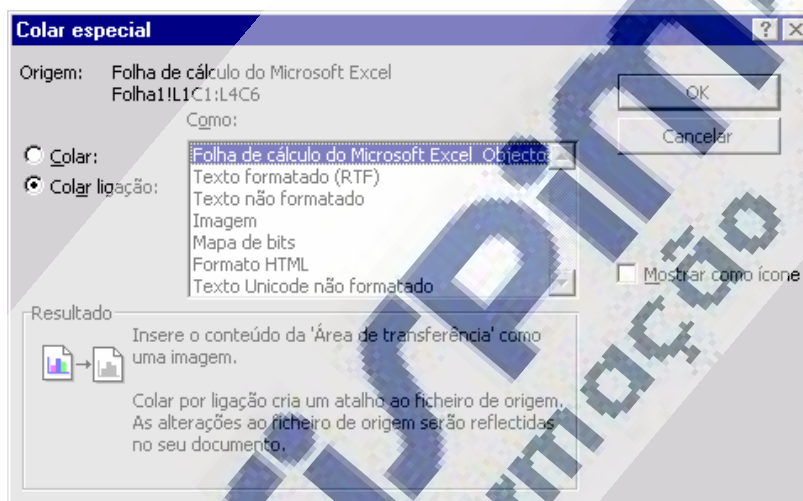 Colar especial
Origem: Folha de cálculo do Microsoft Excel
Folha1!L1C1:L4C6
Como:
OK
Cancelar
Colar:
Colar ligação:
Folha de cálculo do Microsoft Excel Objecto
Texto formatado (RTF)
Texto não formatado
Imagem
Mapa de bits
Formato HTML
Texto Unicode não formatado
Mostrar como ícone
Resultado
Insere o conteúdo da 'Área de transferência' como
uma imagem.
Colar por ligação cria um atalho ao ficheiro de origem.
As alterações ao ficheiro de origem serão reflectidas
no seu documento.